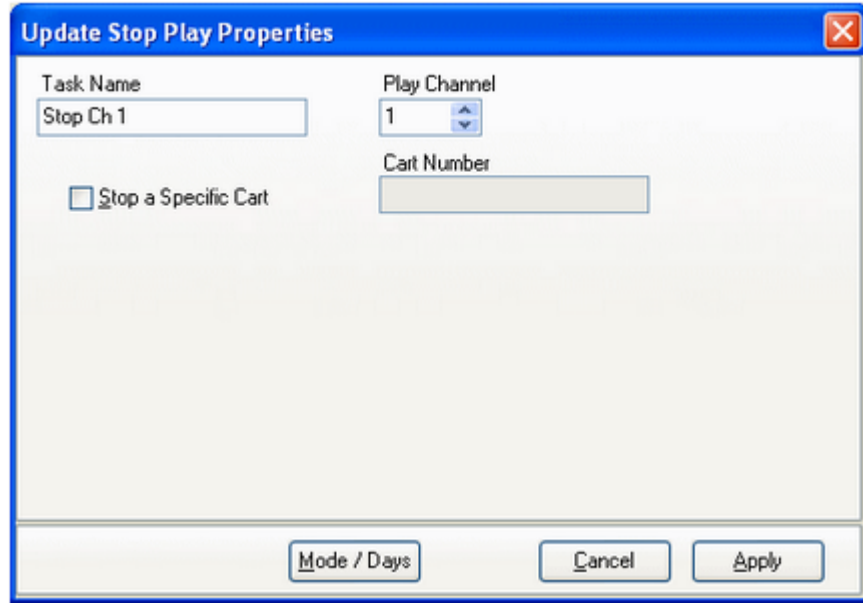 Update Stop Play Properties
Task Name
Play Channel
Stop Ch 1
1
Cart Number
Stop a Specific Cart
Mode / Days
Cancel
Apply